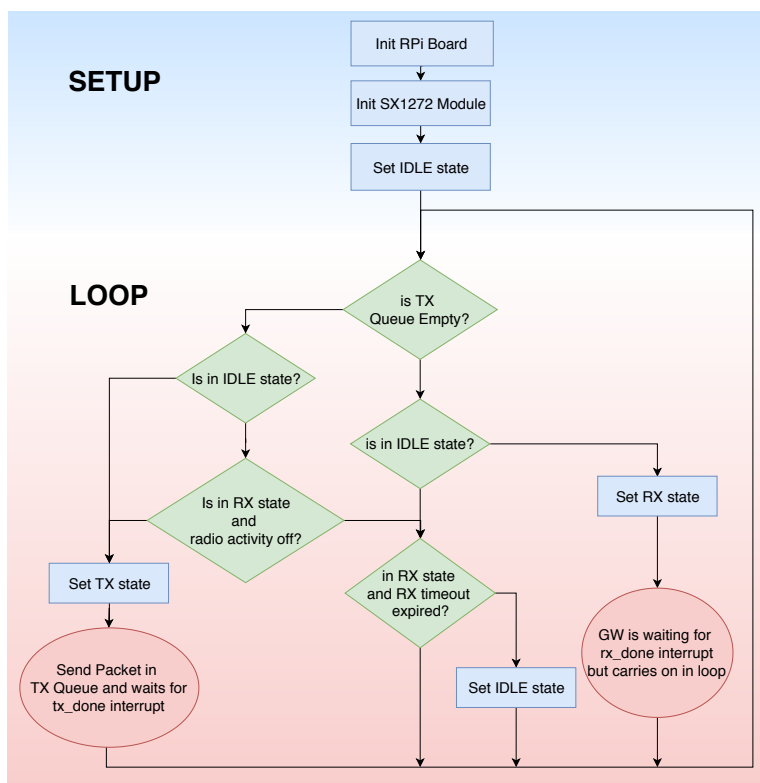 Init RPi Board
SETUP
Init SX1272 Module
Set IDLE state
LOOP
is TX
Queue Empty?
Is in IDLE state?
is in IDLE state?
Is in RX state
and
radio activity off?
Set RX state
Set TX state
in RX state
and RX timeout
expired?
GW is waiting for
rx_done interrupt
but carries on in loop
Send Packet in
TX Queue and waits for
tx_done interrupt
Set IDLE state